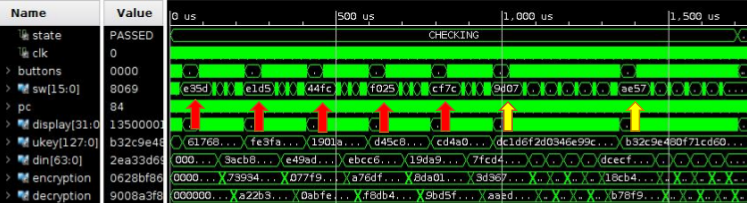 Name Value 0 us 500 us 1,000 us 1,500 us
state PASSED CHECKING
clk 0
buttons 0000
sw[15:0] 8069 e35d e1d5 44fc f025 cf7c 9d07 ae57
pc 84
display[31:0 13500001
ukey[127:0] b32c9e 61768... fe3fa... 1901a... d45c8... cd4a0... dc1d6f2d0346e99c... b32c9e480f71cd60...
din[63:0] 2ea33d69 000... 3acb8... e49ad... ebcc6... 19da9... 7fcd4... dcecf...
encryption 0628bf86 0000... 73934... 077f9... a76df... 8da01... 3d367... 18cb4...
decryption 9008a3f8 000000... a22b3... 0abfe... f8db4... 9bd5f... aaed... b78f9...